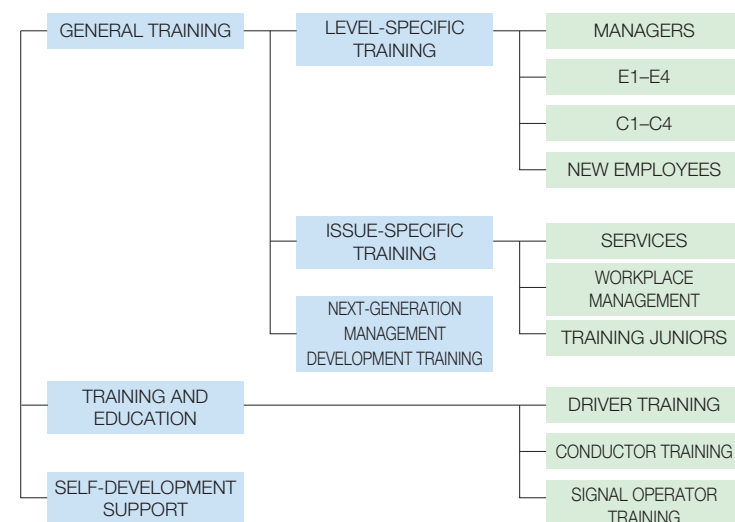 GENERAL TRAINING
LEVEL-SPECIFIC
TRAINING
MANAGERS
E1–E4
C1–C4
NEW EMPLOYEES
ISSUE-SPECIFIC
TRAINING
SERVICES
WORKPLACE
MANAGEMENT
TRAINING JUNIORS
NEXT-GENERATION
MANAGEMENT
DEVELOPMENT TRAINING
TRAINING AND
EDUCATION
DRIVER TRAINING
CONDUCTOR TRAINING
SIGNAL OPERATOR
TRAINING
SELF-DEVELOPMENT
SUPPORT